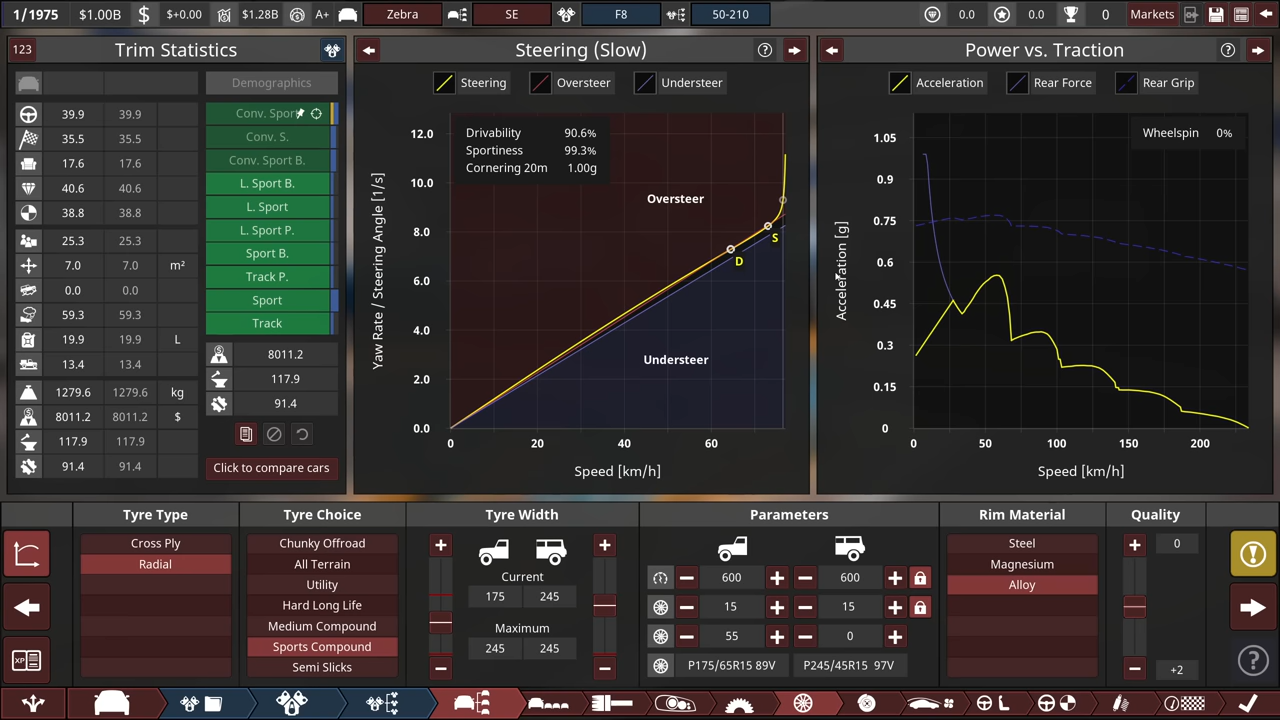 1/1975 $1.00B $+0.00 $1.28B A+ Zebra SE F8 50-210 0.0 0.0 0 Markets
123 Trim Statistics
Demographics
39.9 39.9 Conv. Sport
35.5 35.5 Conv. S.
17.6 17.6 Conv. Sport B.
40.6 40.6 L. Sport B.
38.8 38.8 L. Sport
25.3 25.3 L. Sport P.
7.0 7.0 m² Sport B.
0.0 0.0 Track P.
59.3 59.3 Sport
19.9 19.9 L Track
13.4 13.4 8011.2
1279.6 1279.6 kg 117.9
8011.2 8011.2 $ 91.4
117.9 117.9
91.4 91.4
Click to compare cars
Steering (Slow) ?
Steering Oversteer Understeer
Drivability 90.6%
Sportiness 99.3%
Cornering 20m 1.00g
Yaw Rate / Steering Angle [1/s]
12.0
10.0
8.0
6.0
4.0
2.0
0.0
Oversteer
S
D
Understeer
0 20 40 60
Speed [km/h]
Power vs. Traction ?
Acceleration Rear Force Rear Grip
Wheelspin 0%
Acceleration [g]
1.05
0.9
0.75
0.6
0.45
0.3
0.15
0
0 50 100 150 200
Speed [km/h]
Tyre Type
Cross Ply
Radial
Tyre Choice
Chunky Offroad
All Terrain
Utility
Hard Long Life
Medium Compound
Sports Compound
Semi Slicks
Tyre Width
Current
175 245
Maximum
245 245
Parameters
600 600
15 15
55 0
P175/65R15 89V P245/45R15 97V
Rim Material
Steel
Magnesium
Alloy
Quality
0
+2
XP
?